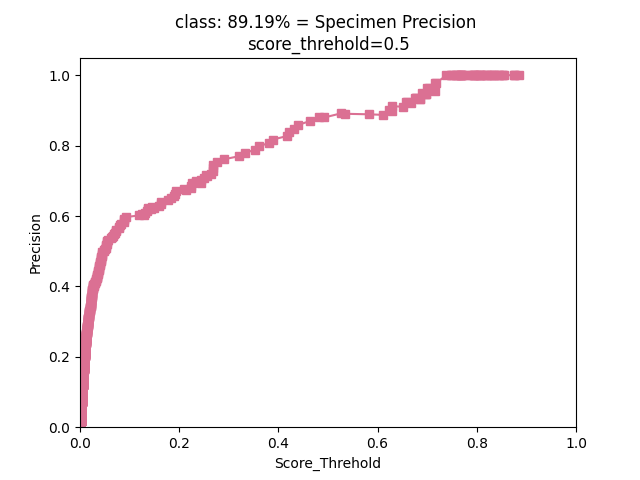 class: 89.19% = Specimen Precision
score_threhold=0.5
1.0
0.8
0.6
0.4
0.2
0.0
Precision
0.0 0.2 0.4 0.6 0.8 1.0
Score_Threhold